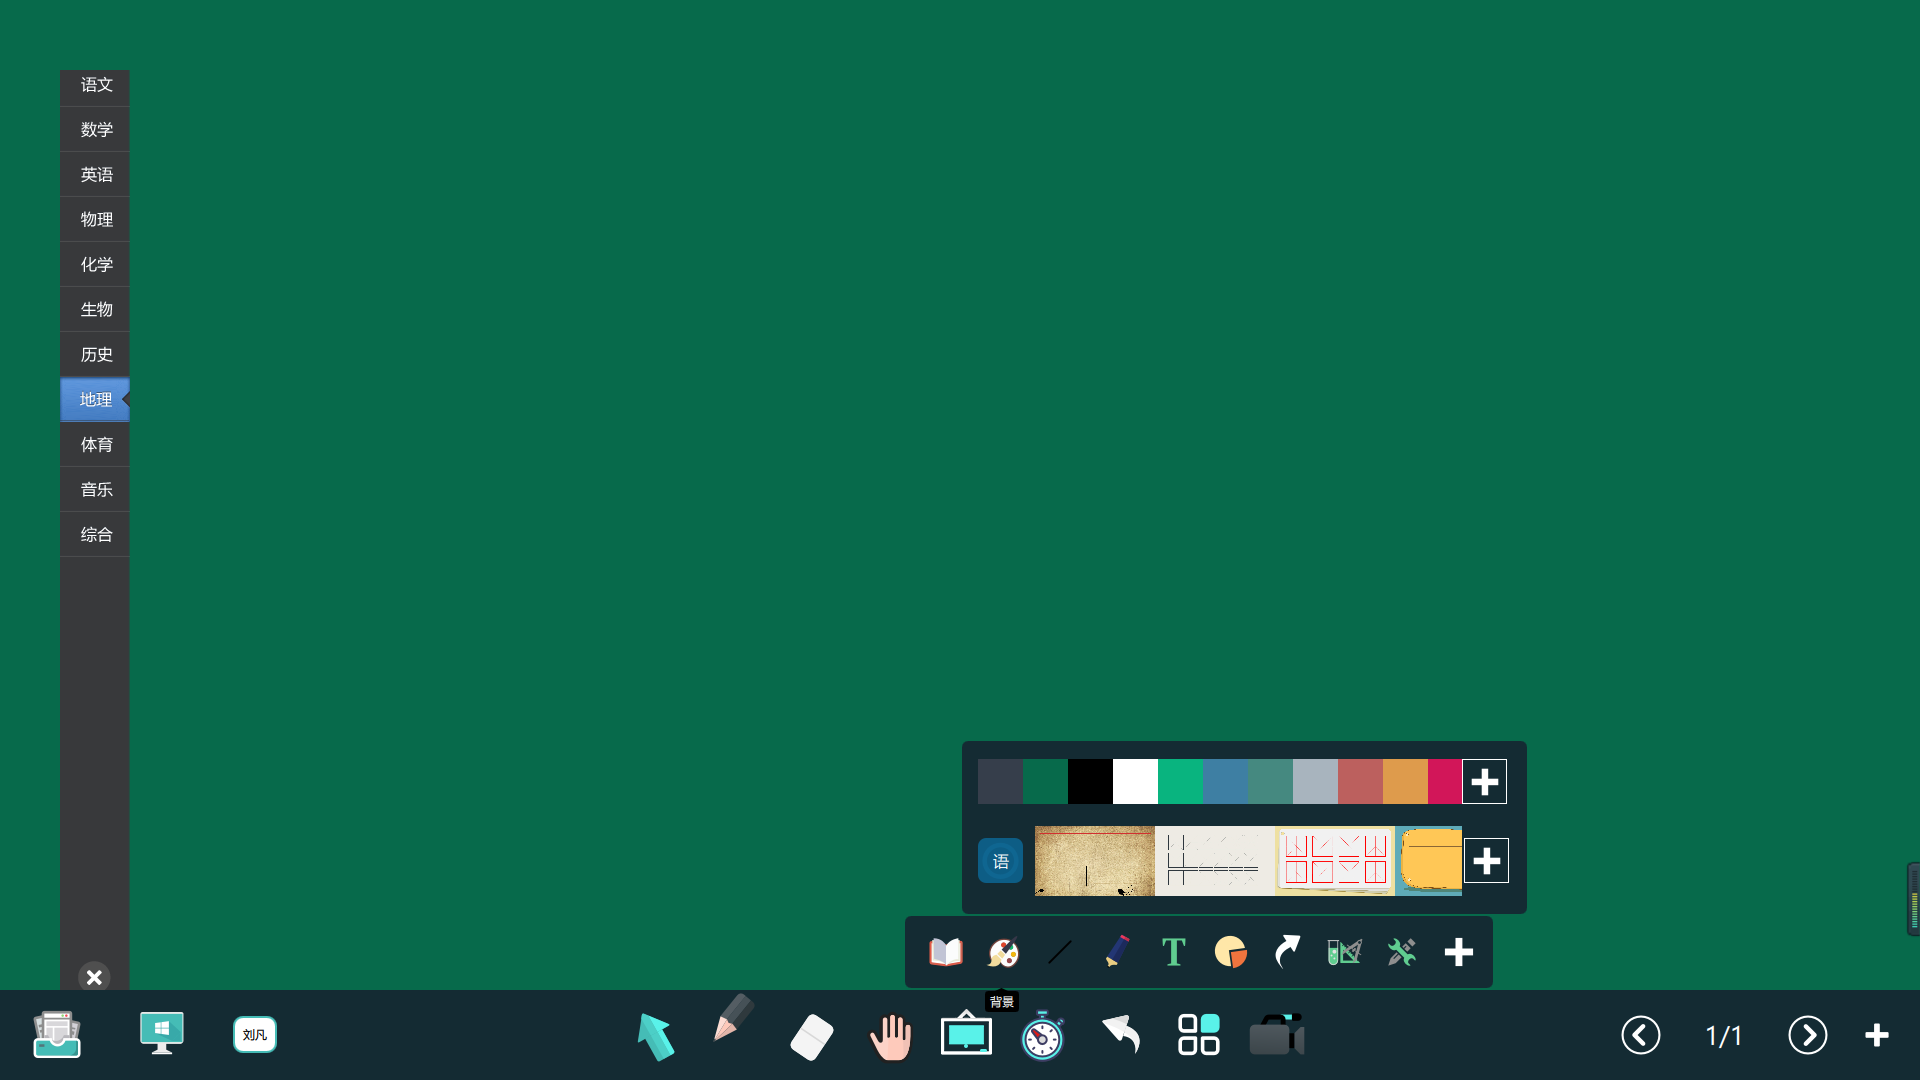 语文
数学
英语
物理
化学
生物
历史
地理
体育
音乐
综合
语
T
背景
刘凡
1/1